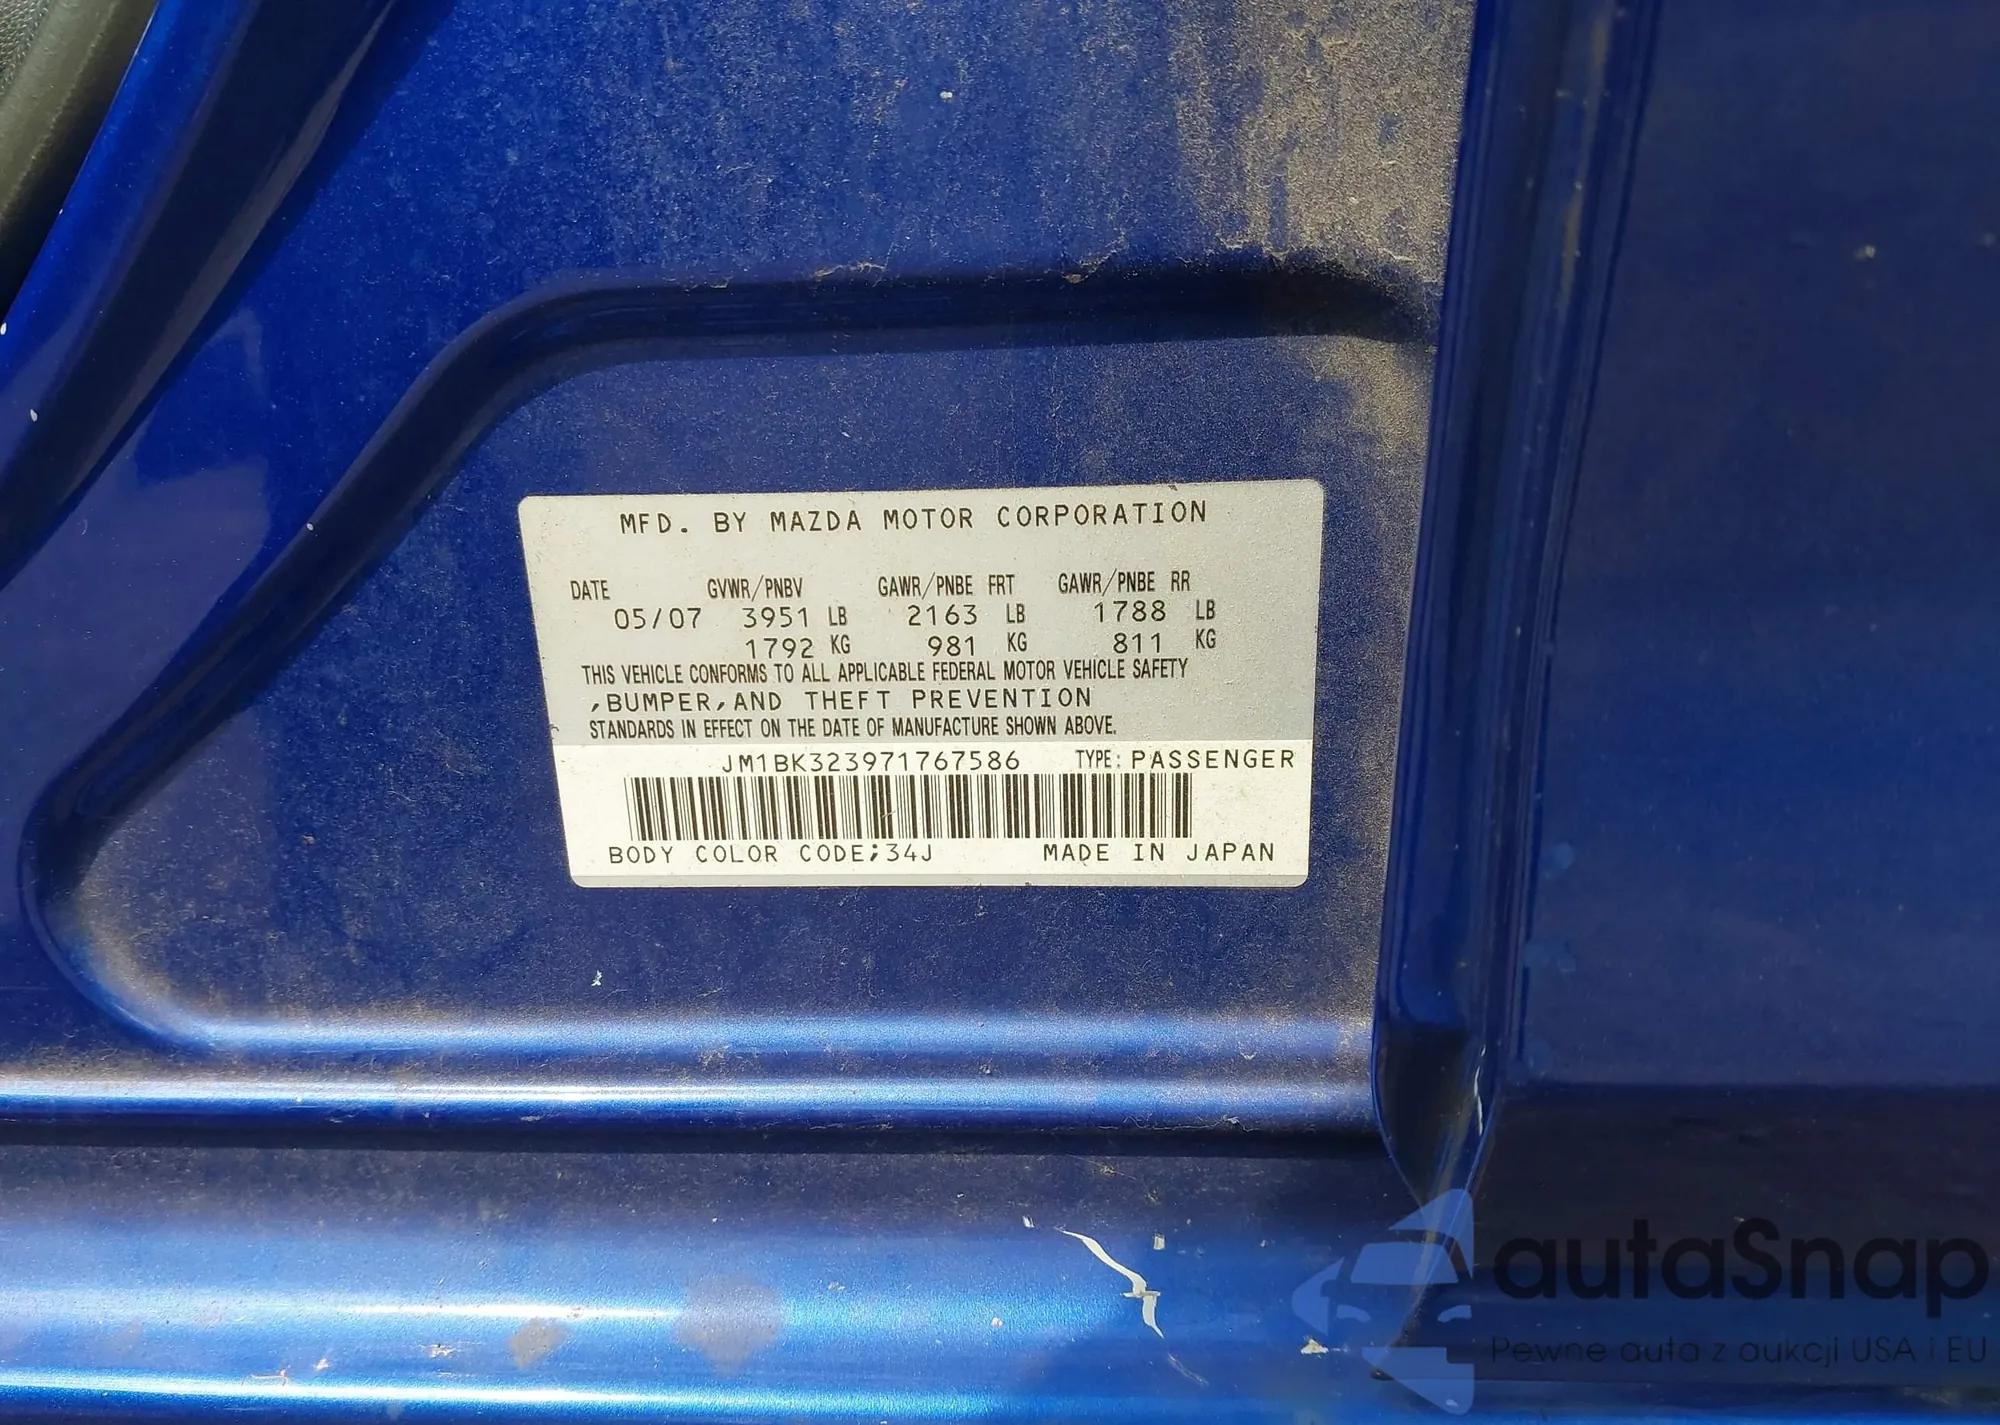 MFD. BY MAZDA MOTOR CORPORATION
DATE GVWR/PNBV GAWR/PNBE FRT GAWR/PNBE RR
05/07 3951 LB 2163 LB 1788 LB
1792 KG 981 KG 811 KG
THIS VEHICLE CONFORMS TO ALL APPLICABLE FEDERAL MOTOR VEHICLE SAFETY
,BUMPER,AND THEFT PREVENTION
STANDARDS IN EFFECT ON THE DATE OF MANUFACTURE SHOWN ABOVE.
JM1BK323971767586 TYPE: PASSENGER
BODY COLOR CODE;34J MADE IN JAPAN
autaSnap
Pewne auta z aukcji USA i EU